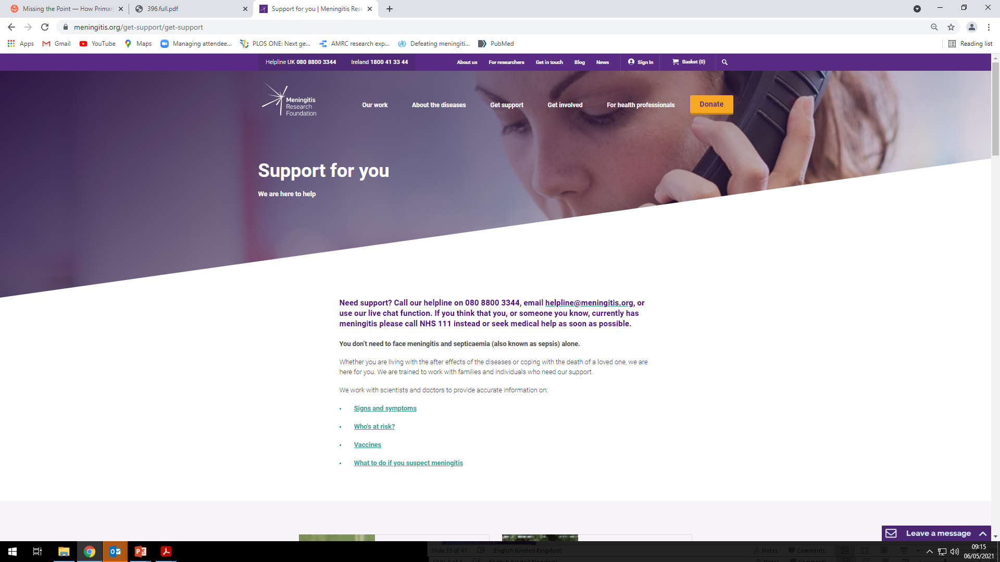 Missing the Point — How Primar
396.full.pdf
Support for you | Meningitis Rese
meningitis.org/get-support/get-support
Apps
Gmail
YouTube
Maps
Managing attendee...
PLOS ONE: Next ge...
AMRC research exp...
Defeating meningiti...
PubMed
Reading list
Helpline UK 080 8800 3344
Ireland 1800 41 33 44
About us
For researchers
Get in touch
Blog
News
Sign In
Basket (0)
Meningitis
Research
Foundation
Our work
About the diseases
Get support
Get involved
For health professionals
Donate
Support for you
We are here to help
Need support? Call our helpline on 080 8800 3344, email helpline@meningitis.org, or
use our live chat function. If you think that you, or someone you know, currently has
meningitis please call NHS 111 instead or seek medical help as soon as possible.
You don’t need to face meningitis and septicaemia (also known as sepsis) alone.
Whether you are living with the after effects of the diseases or coping with the death of a loved one, we are
here for you. We are trained to work with families and individuals who need our support.
We work with scientists and doctors to provide accurate information on:
Signs and symptoms
Who's at risk?
Vaccines
What to do if you suspect meningitis
Leave a message
Slide 33 of 41
English (United Kingdom)
Notes
Comments
09:15
06/05/2021